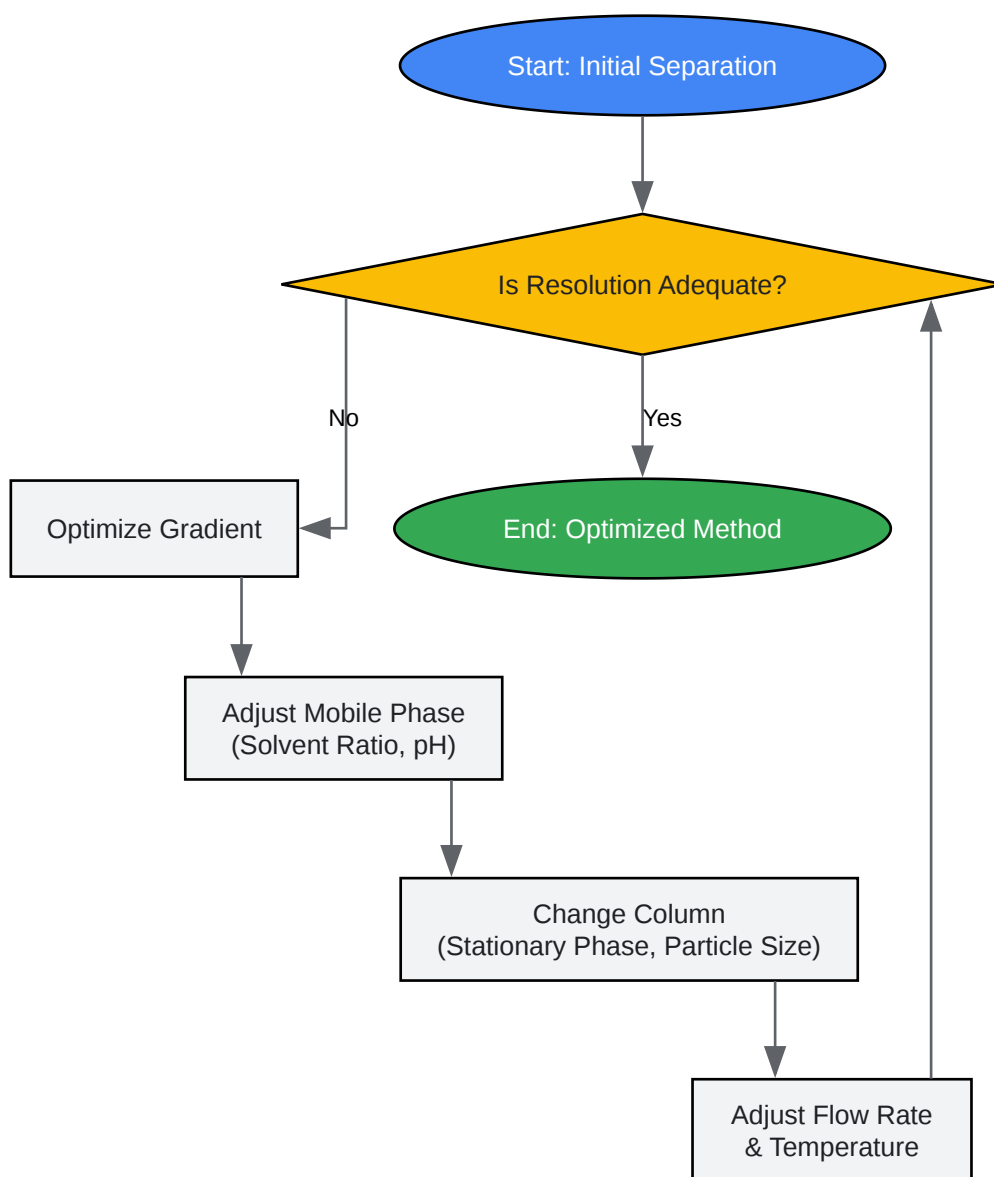 Start: Initial Separation
Is Resolution Adequate?
No
Yes
Optimize Gradient
End: Optimized Method
Adjust Mobile Phase
(Solvent Ratio, pH)
Change Column
(Stationary Phase, Particle Size)
Adjust Flow Rate
& Temperature